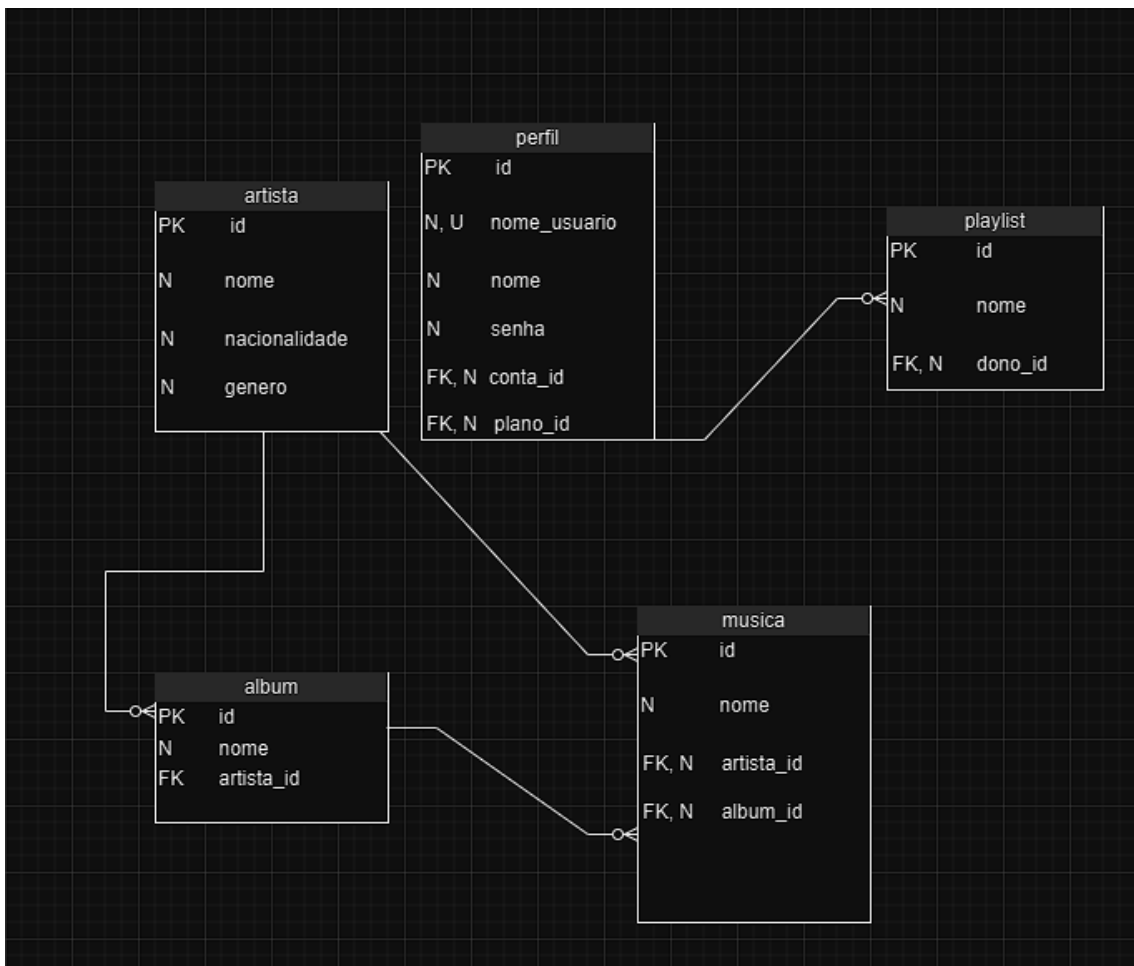 artista
PK id
N nome
N nacionalidade
N genero
perfil
PK id
N, U nome_usuario
N nome
N senha
FK, N conta_id
FK, N plano_id
playlist
PK id
N nome
FK, N dono_id
album
PK id
N nome
FK artista_id
musica
PK id
N nome
FK, N artista_id
FK, N album_id